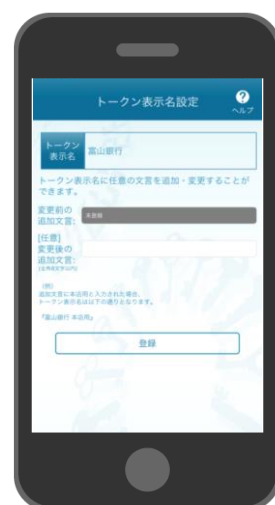 トークン表示名設定
?
ヘルプ
トークン
表示名
富山銀行
トークン表示名に任意の文言を追加・変更することが
できます。
変更前の
追加文言:
未登録
[任意]
変更後の
追加文言:
(例)
追加文言に本店用と入力された場合、
トークン表示名は以下の通りとなります。
「富山銀行 本店用」
登録